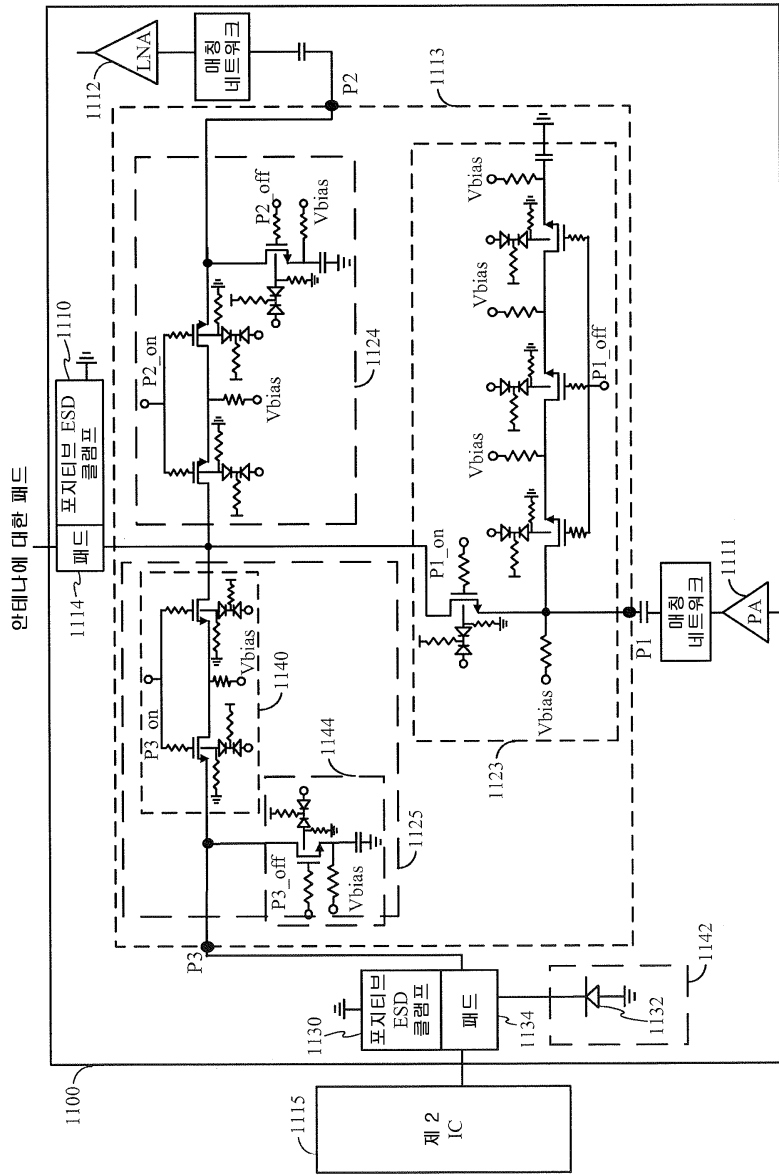 안테나에 대한 패드
패드
포지티브 ESD
클램프
1110
1114
1112
LNA
매칭
네트워크
P2
1113
P2_on
P2_off
Vbias
Vbias
1124
P3_on
Vbias
1140
1144
P3_off
Vbias
1125
P3
P1_on
P1_off
Vbias
Vbias
Vbias
Vbias
1123
P1
매칭
네트워크
PA
1111
포지티브
ESD
클램프
패드
1130
1134
1132
1142
1100
1115
제 2
IC